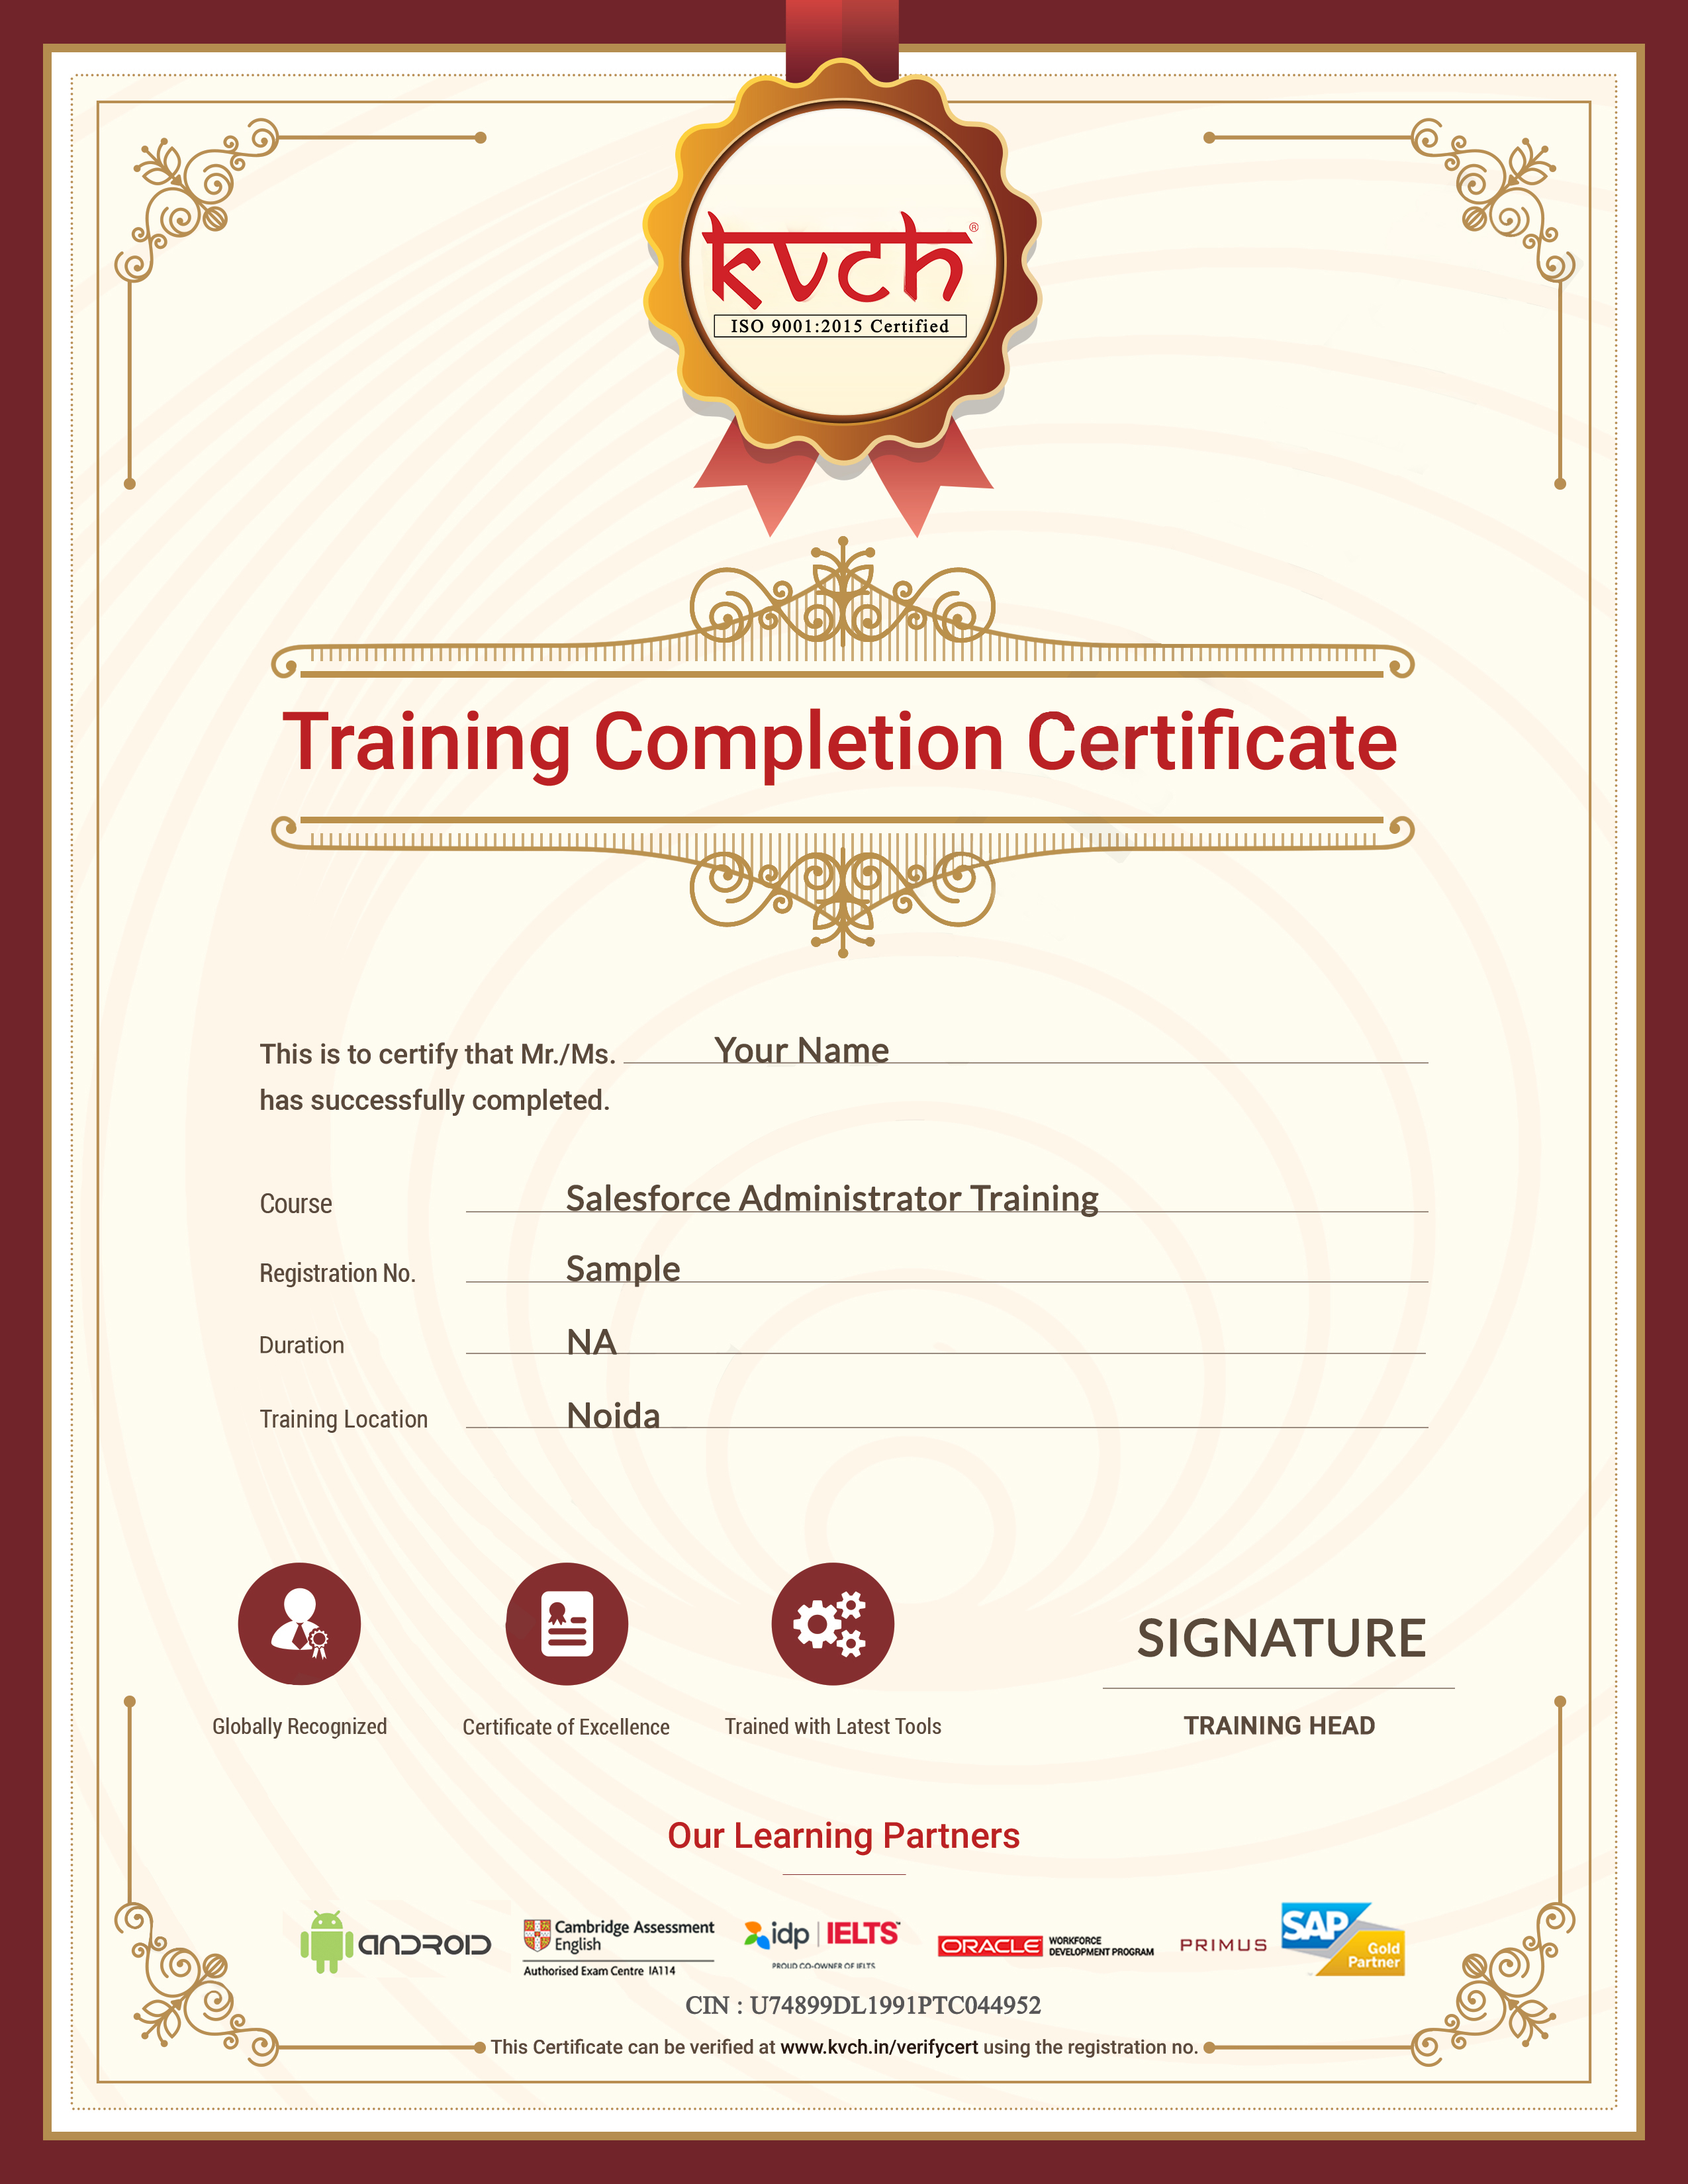 kvch®
ISO 9001:2015 Certified
Training Completion Certificate
This is to certify that Mr./Ms. Your Name
has successfully completed.
Course Salesforce Administrator Training
Registration No. Sample
Duration NA
Training Location Noida
SIGNATURE
Globally Recognized Certificate of Excellence Trained with Latest Tools TRAINING HEAD
Our Learning Partners
ANDROID
Cambridge Assessment
English
Authorised Exam Centre IA114
idp | IELTS™
PROUD CO-OWNER OF IELTS
ORACLE WORKFORCE
DEVELOPMENT PROGRAM
PRIMUS
SAP
Gold
Partner
CIN : U74899DL1991PTC044952
This Certificate can be verified at www.kvch.in/verifycert using the registration no.